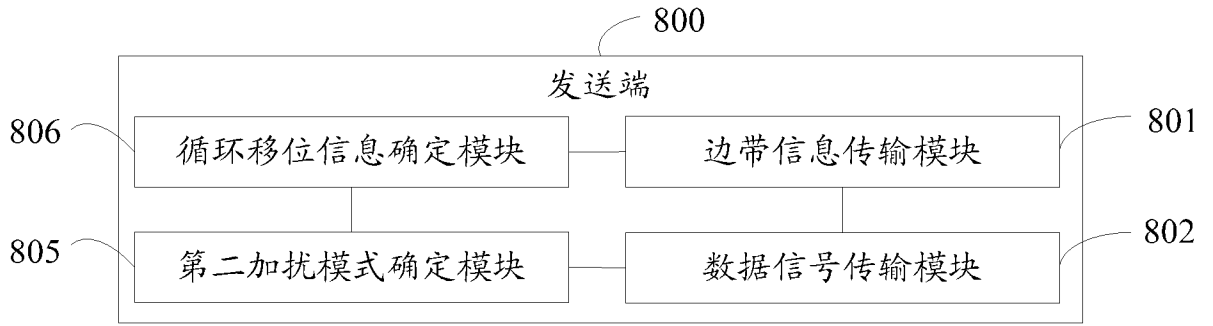 800
发送端
806
循环移位信息确定模块
边带信息传输模块
801
805
第二加扰模式确定模块
数据信号传输模块
802